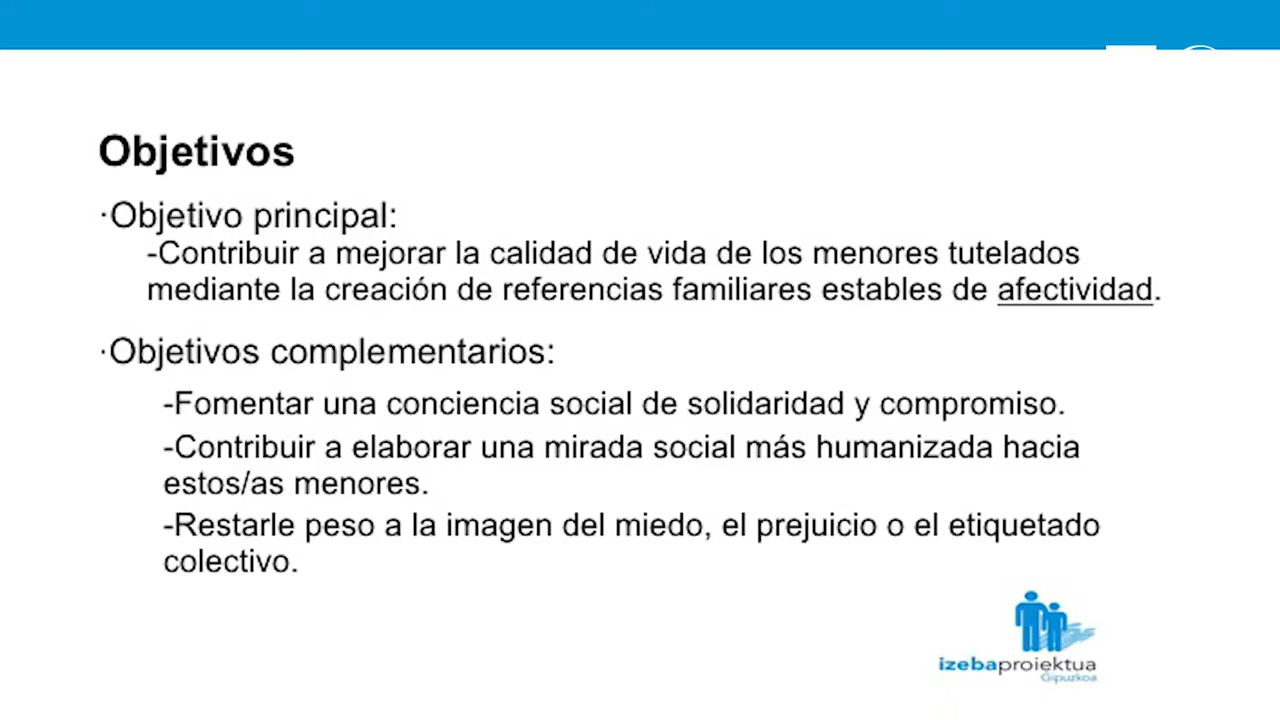 Objetivos
·Objetivo principal:
-Contribuir a mejorar la calidad de vida de los menores tutelados
mediante la creación de referencias familiares estables de afectividad.
·Objetivos complementarios:
-Fomentar una conciencia social de solidaridad y compromiso.
-Contribuir a elaborar una mirada social más humanizada hacia
estos/as menores.
-Restarle peso a la imagen del miedo, el prejuicio o el etiquetado
colectivo.
izebaproiektua
Gipuzkoa